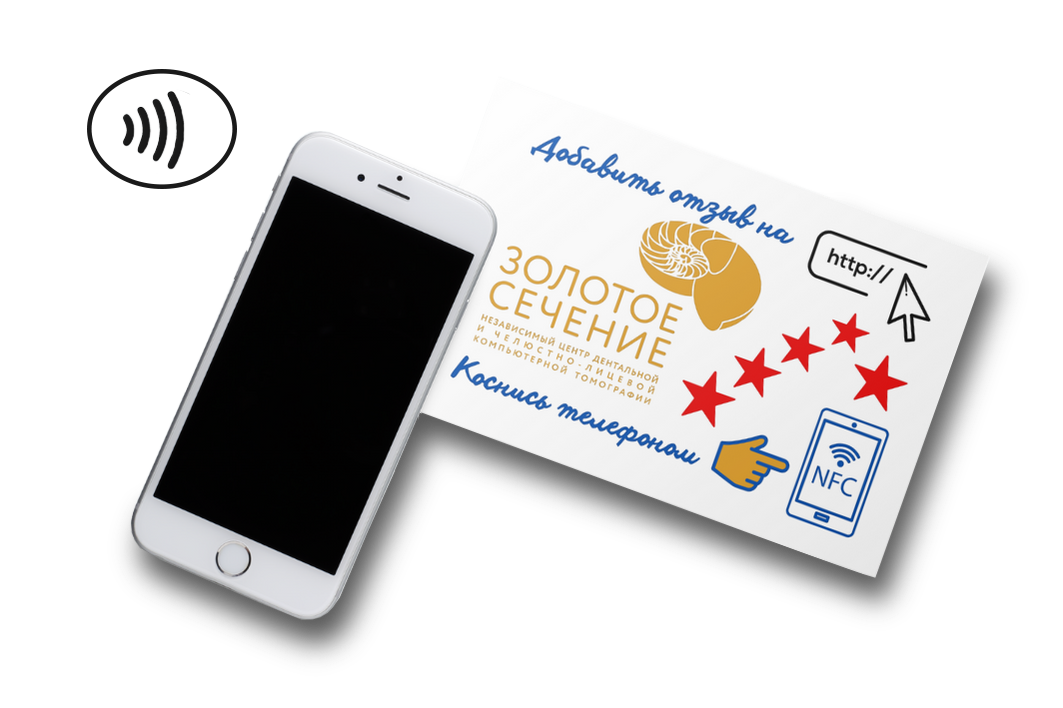 Добавить отзыв на
http://
ЗОЛОТОЕ
СЕЧЕНИЕ
НЕЗАВИСИМЫЙ ЦЕНТР ДЕНТАЛЬНОЙ
И ЧЕЛЮСТНО-ЛИЦЕВОЙ
КОМПЬЮТЕРНОЙ ТОМОГРАФИИ
Коснись телефоном
NFC